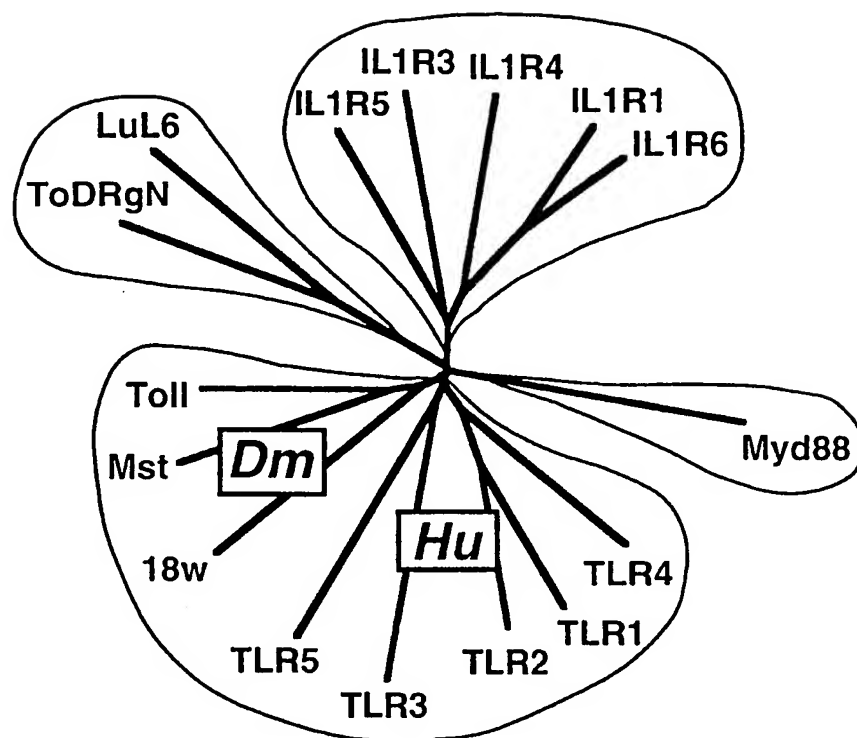 IL1R3 IL1R4
IL1R5
IL1R1
IL1R6
LuL6
ToDRgN
Toll
Mst
Dm
18w
Hu
Myd88
TLR4
TLR1
TLR2
TLR5
TLR3